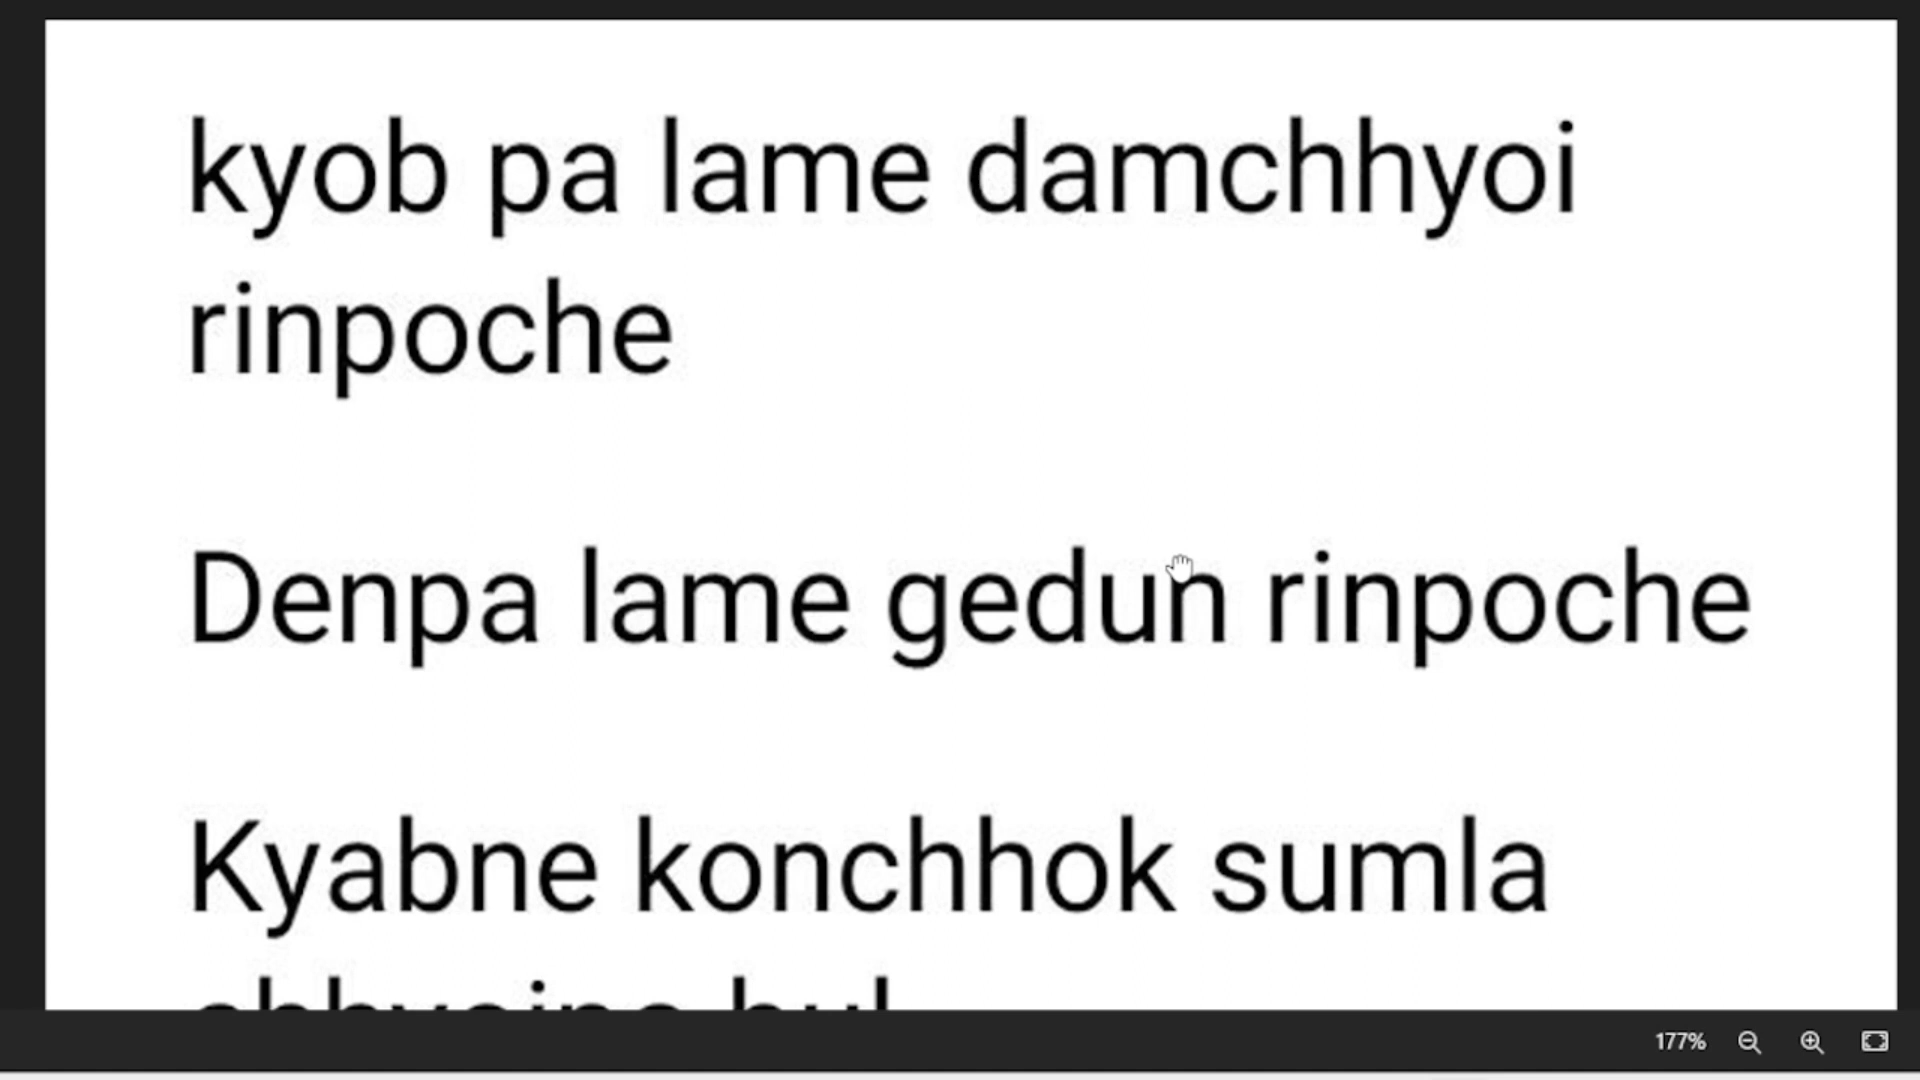 kyob pa lame damchhyoi
rinpoche
Denpa lame gedun rinpoche
Kyabne konchhok sumla
177%